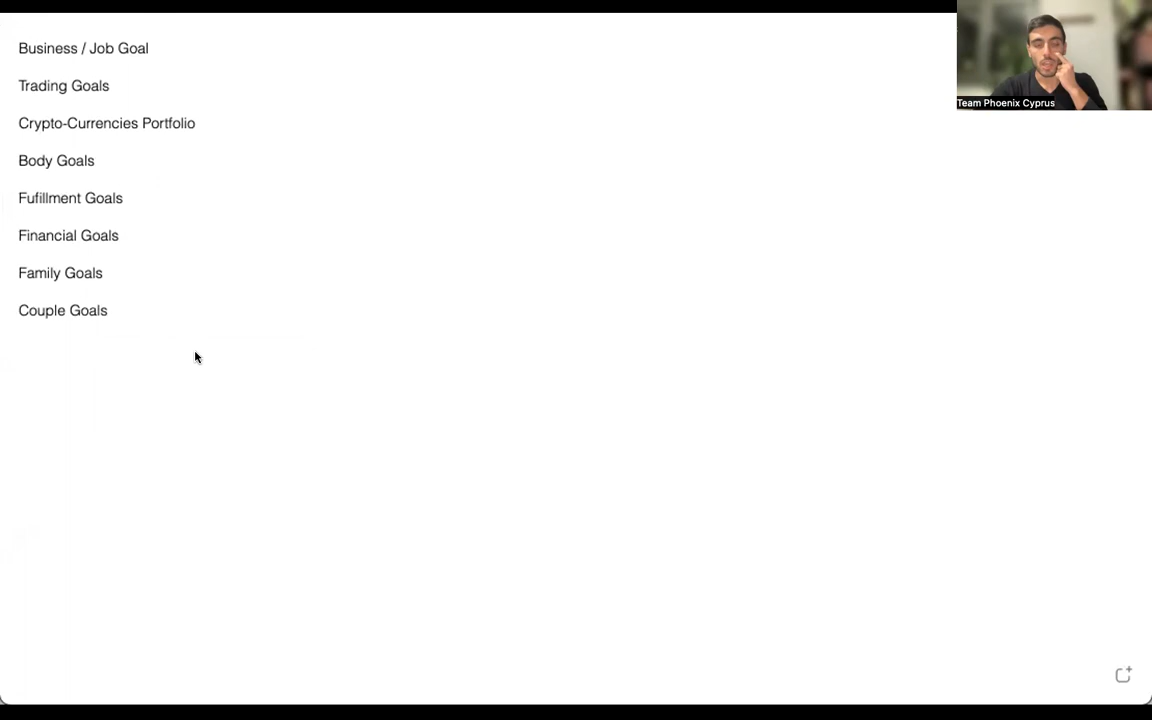 Business / Job Goal
Team Phoenix Cyprus
Trading Goals
Crypto-Currencies Portfolio
Body Goals
Fufillment Goals
Financial Goals
Family Goals
Couple Goals